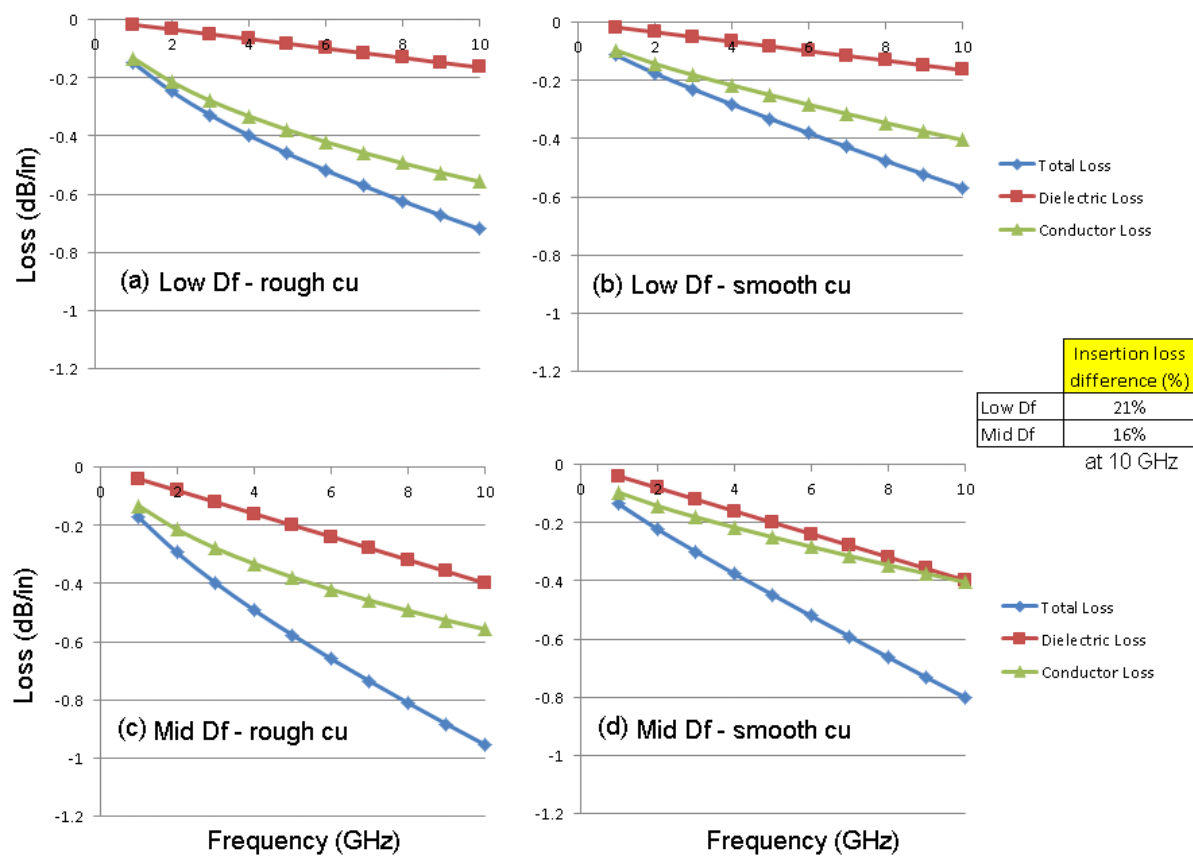 0
0 2 4 6 8 10
-0.2
-0.4
-0.6
-0.8
-1
-1.2
Loss (dB/in)
(a) Low Df - rough cu
0
0 2 4 6 8 10
-0.2
-0.4
-0.6
-0.8
-1
-1.2
(b) Low Df - smooth cu
Total Loss
Dielectric Loss
Conductor Loss
Insertion loss
difference (%)
Low Df 21%
Mid Df 16%
at 10 GHz
0
0 2 4 6 8 10
-0.2
-0.4
-0.6
-0.8
-1
-1.2
Loss (dB/in)
(c) Mid Df - rough cu
Frequency (GHz)
0
0 2 4 6 8 10
-0.2
-0.4
-0.6
-0.8
-1
-1.2
(d) Mid Df - smooth cu
Total Loss
Dielectric Loss
Conductor Loss
Frequency (GHz)